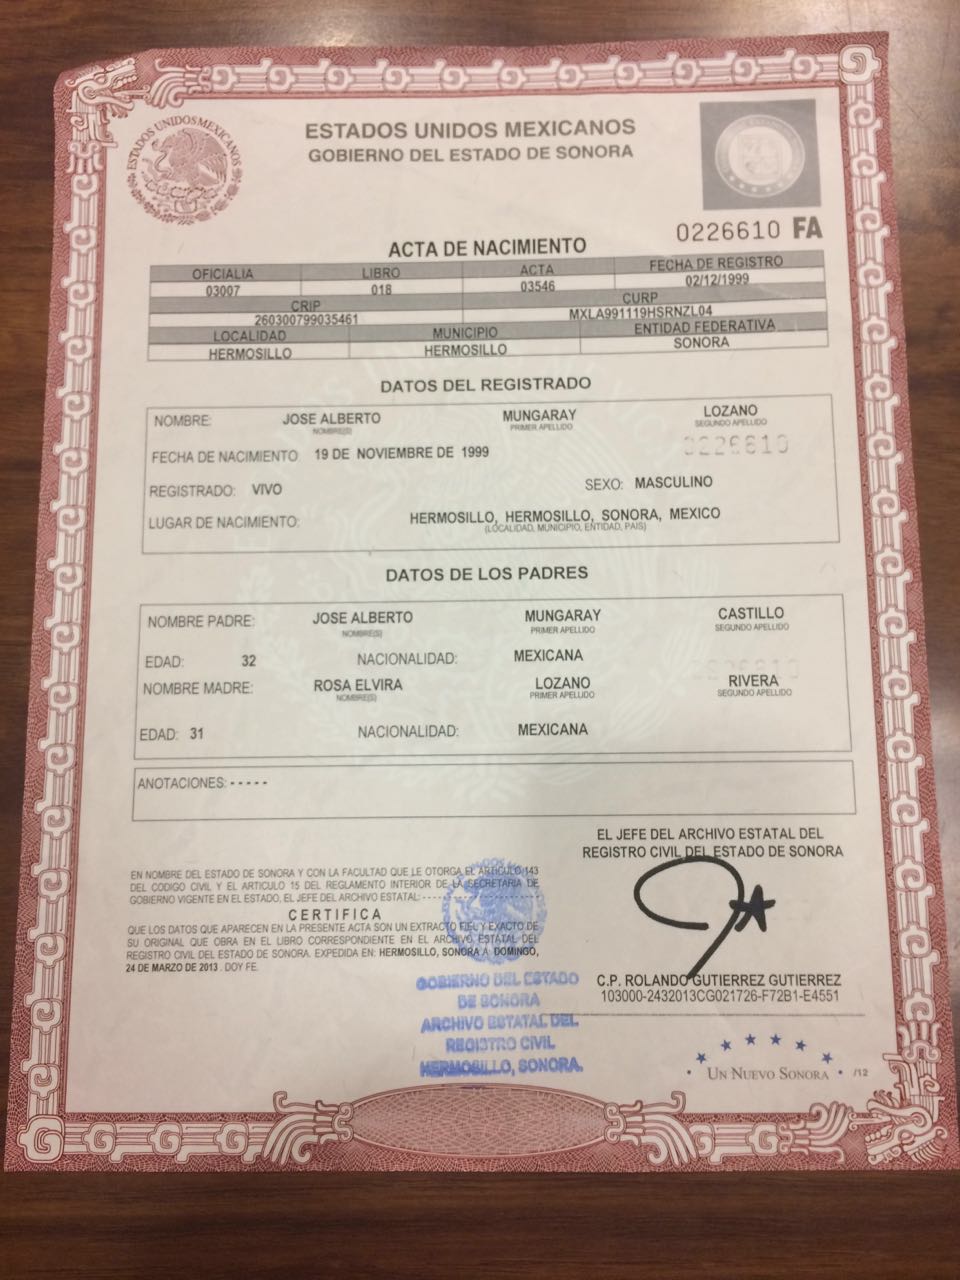 ESTADOS UNIDOS MEXICANOS
ESTADOS UNIDOS MEXICANOS
GOBIERNO DEL ESTADO DE SONORA
0226610 FA
ACTA DE NACIMIENTO
OFICIALIA LIBRO ACTA FECHA DE REGISTRO
03007 018 03546 02/12/1999
CRIP CURP
260300799035461 MXLA991119HSRNZL04
LOCALIDAD MUNICIPIO ENTIDAD FEDERATIVA
HERMOSILLO HERMOSILLO SONORA
DATOS DEL REGISTRADO
NOMBRE: JOSE ALBERTO MUNGARAY LOZANO
NOMBRE(S) PRIMER APELLIDO SEGUNDO APELLIDO
0226610
FECHA DE NACIMIENTO 19 DE NOVIEMBRE DE 1999
REGISTRADO: VIVO SEXO: MASCULINO
LUGAR DE NACIMIENTO: HERMOSILLO, HERMOSILLO, SONORA, MEXICO
(LOCALIDAD, MUNICIPIO, ENTIDAD, PAIS)
DATOS DE LOS PADRES
NOMBRE PADRE: JOSE ALBERTO MUNGARAY CASTILLO
NOMBRE(S) PRIMER APELLIDO SEGUNDO APELLIDO
EDAD: 32 NACIONALIDAD: MEXICANA
NOMBRE MADRE: ROSA ELVIRA LOZANO RIVERA
NOMBRE(S) PRIMER APELLIDO SEGUNDO APELLIDO
EDAD: 31 NACIONALIDAD: MEXICANA
ANOTACIONES: - - - - -
EL JEFE DEL ARCHIVO ESTATAL DEL
REGISTRO CIVIL DEL ESTADO DE SONORA
EN NOMBRE DEL ESTADO DE SONORA Y CON LA FACULTAD QUE LE OTORGA EL ARTICULO 143
DEL CODIGO CIVIL Y EL ARTICULO 15 DEL REGLAMENTO INTERIOR DE LA SECRETARIA DE
GOBIERNO VIGENTE EN EL ESTADO, EL JEFE DEL ARCHIVO ESTATAL:
CERTIFICA
QUE LOS DATOS QUE APARECEN EN LA PRESENTE ACTA SON UN EXTRACTO FIEL Y EXACTO DE
SU ORIGINAL QUE OBRA EN EL LIBRO CORRESPONDIENTE EN EL ARCHIVO ESTATAL DEL
REGISTRO CIVIL DEL ESTADO DE SONORA. EXPEDIDA EN: HERMOSILLO, SONORA A DOMINGO,
24 DE MARZO DE 2013 . DOY FE.
GOBIERNO DEL ESTADO
DE SONORA
ARCHIVO ESTATAL DEL
REGISTRO CIVIL
HERMOSILLO, SONORA.
C.P. ROLANDO GUTIERREZ GUTIERREZ
103000-2432013CG021726-F72B1-E4551
UN NUEVO SONORA /12